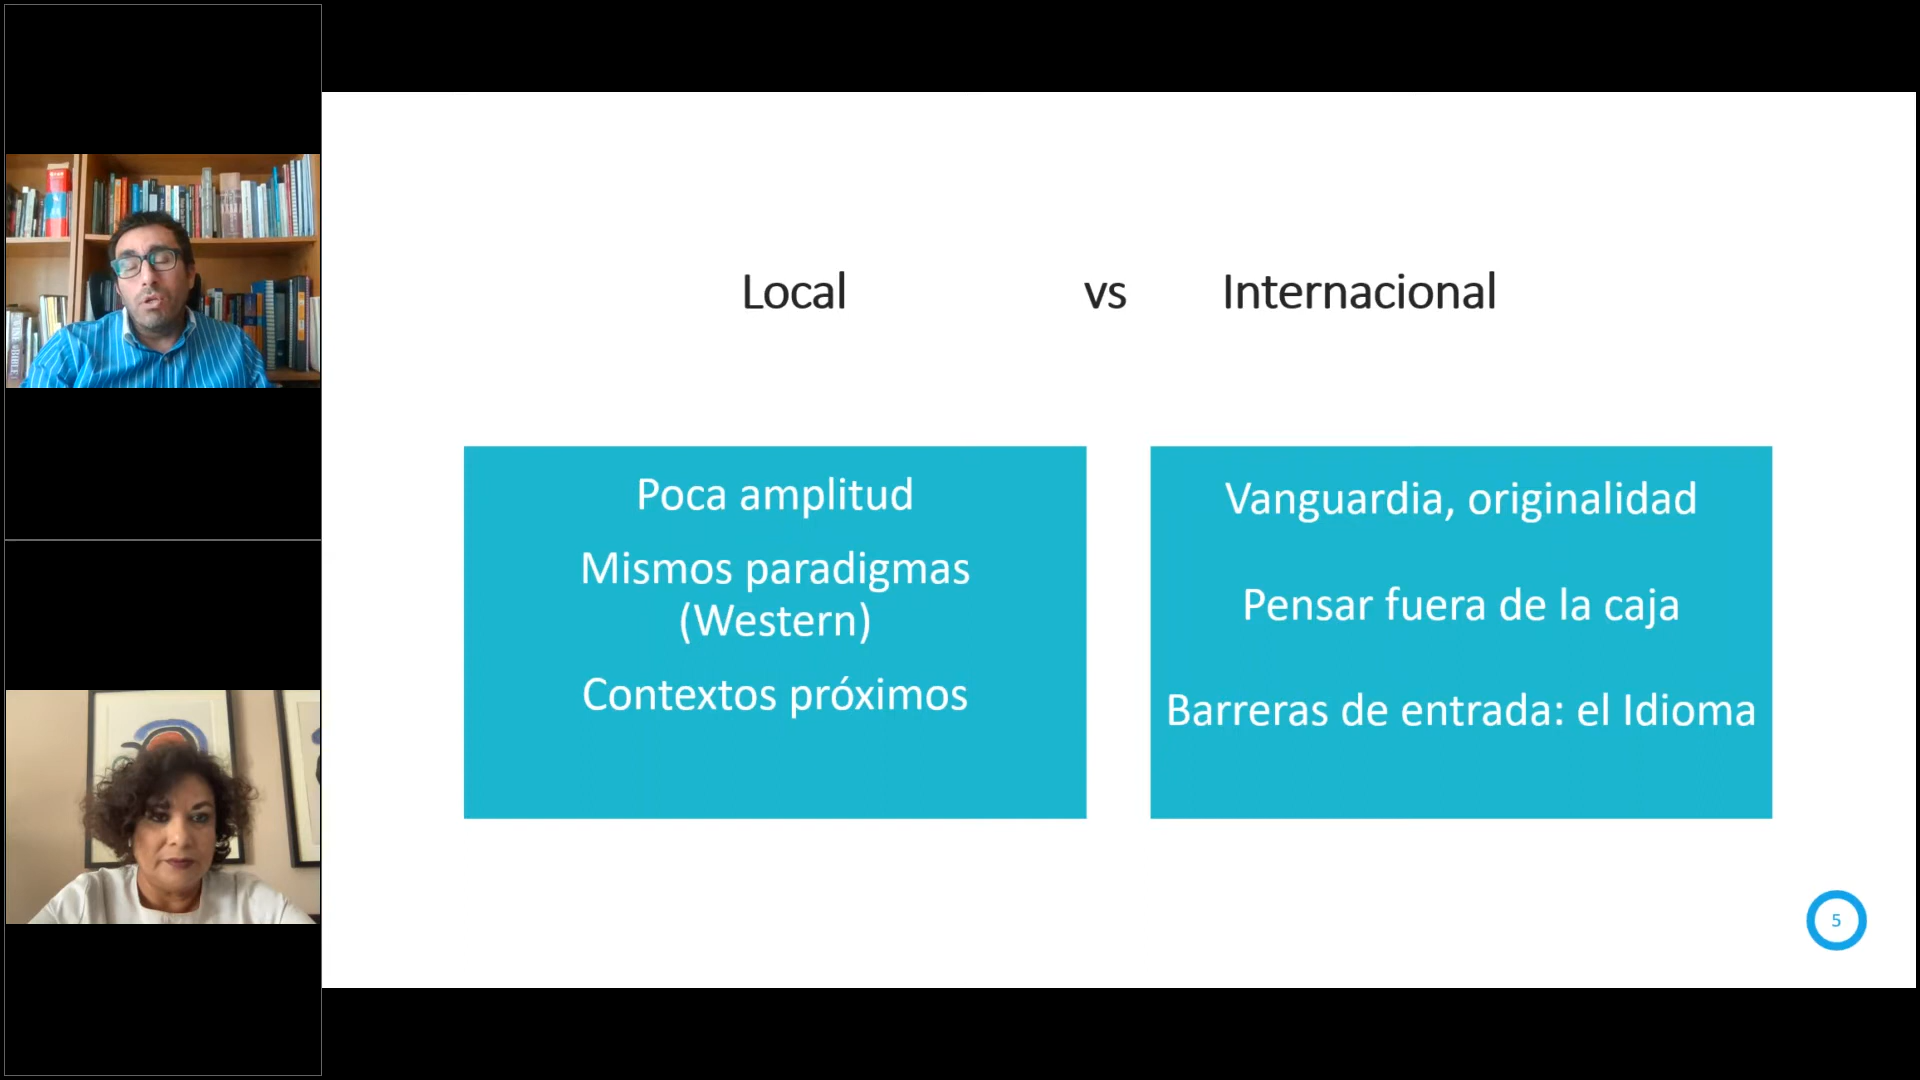 Local vs Internacional
Poca amplitud
Mismos paradigmas
(Western)
Contextos próximos
Vanguardia, originalidad
Pensar fuera de la caja
Barreras de entrada: el Idioma
5